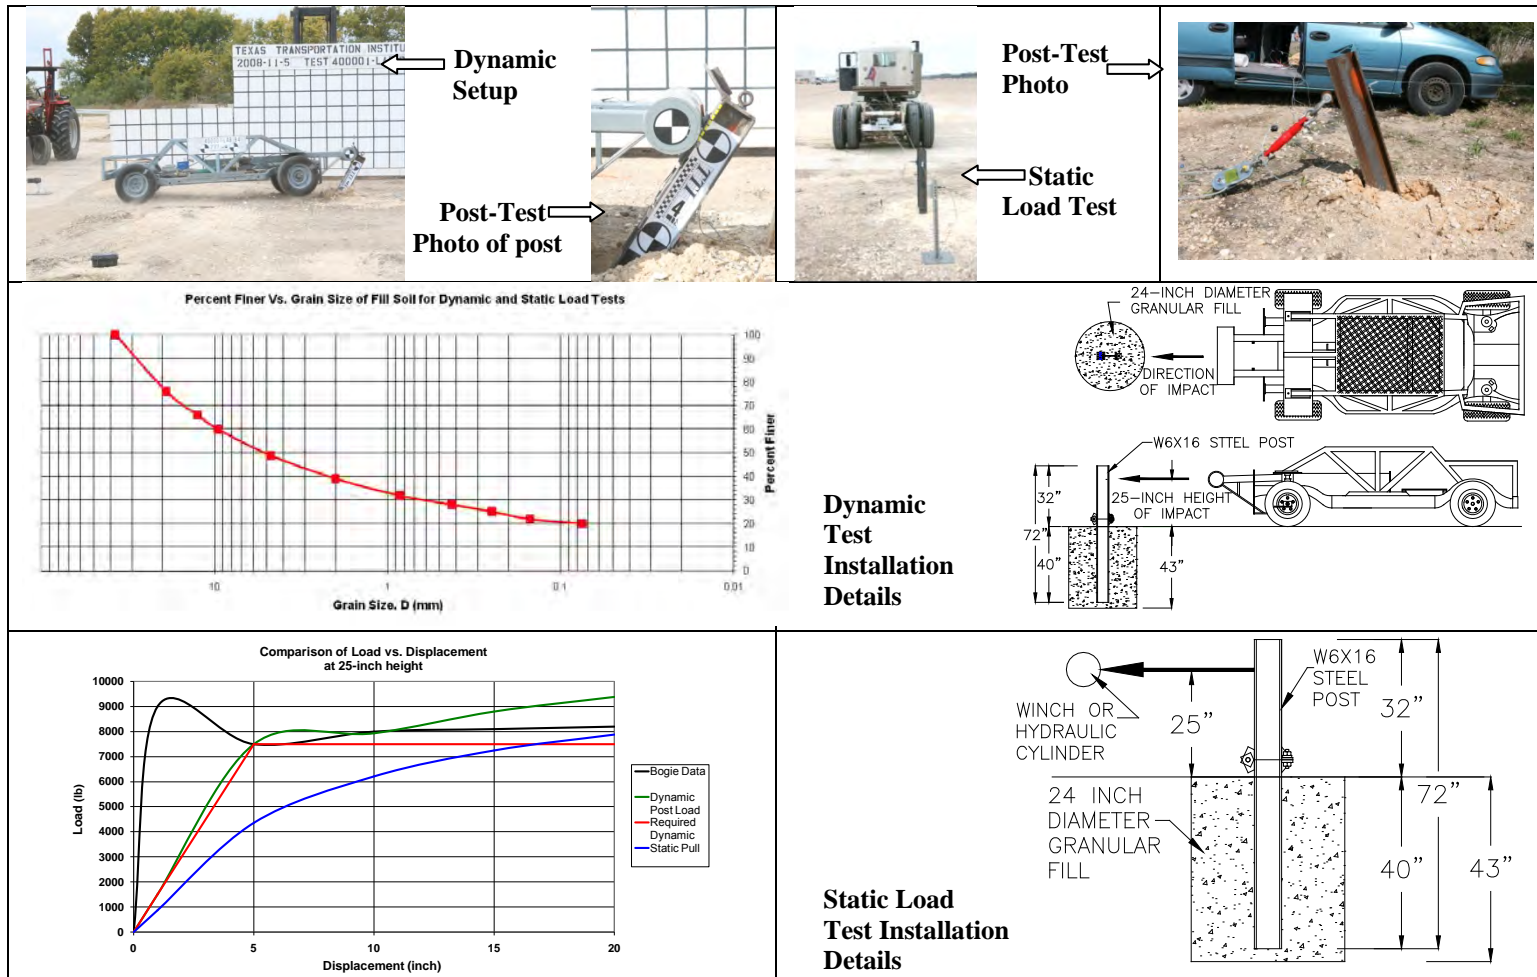 TEXAS TRANSPORTATION INSTITU
2008-11-5 TEST 400001-L
Dynamic
Setup
Post-Test
Photo of post
TTI
Static
Load Test
Post-Test
Photo
Percent Finer Vs. Grain Size of Fill Soil for Dynamic and Static Load Tests
100
90
80
70
60
50
40
30
20
10
0
Percent Finer
10
1
0.1
0.01
Grain Size, D (mm)
24-INCH DIAMETER
GRANULAR FILL
DIRECTION
OF IMPACT
W6X16 STTEL POST
25-INCH HEIGHT
OF IMPACT
32"
72"
40"
43"
Dynamic
Test
Installation
Details
Comparison of Load vs. Displacement
at 25-inch height
10000
9000
8000
7000
6000
5000
4000
3000
2000
1000
0
Load (lb)
0 5 10 15 20
Displacement (inch)
Bogie Data
Dynamic
Post Load
Required
Dynamic
Static Pull
WINCH OR
HYDRAULIC
CYLINDER
25"
W6X16
STEEL
POST
32"
24 INCH
DIAMETER
GRANULAR
FILL
72"
40"
43"
Static Load
Test Installation
Details